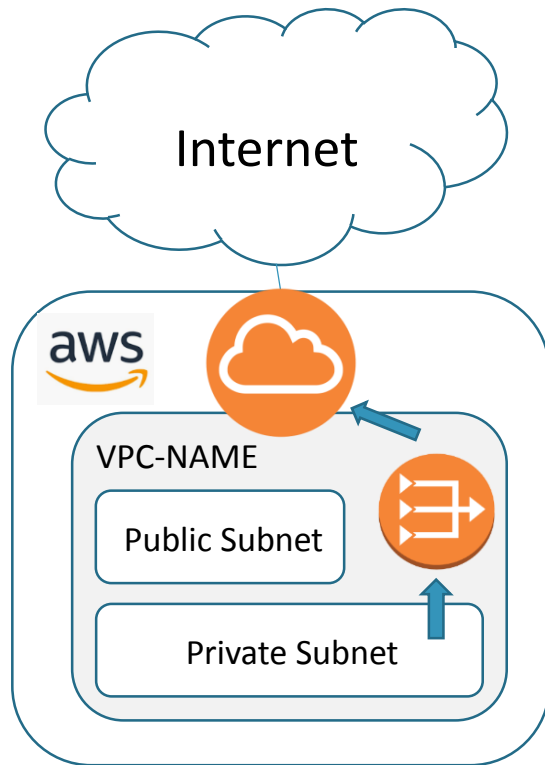 Internet
aws
VPC-NAME
Public Subnet
Private Subnet